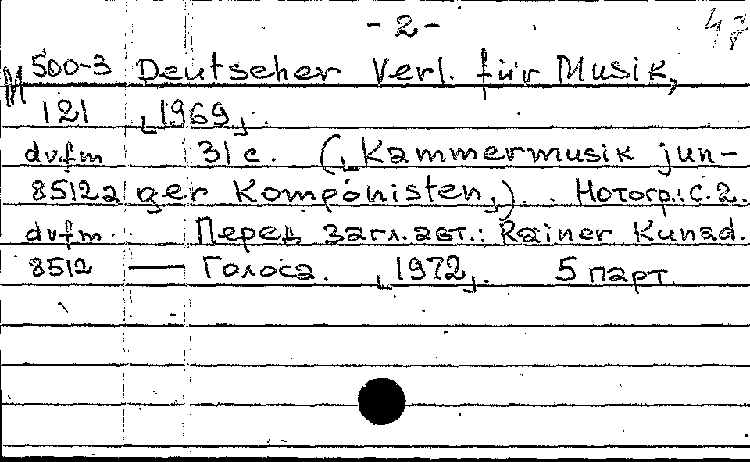 - 2 - 47
М 500-3 Deutscher Verl. für Musik,
121 [1969].
dvfm 31 с. ([Kammermusik jun-
8512a ger Komponisten]). Нотогр.: с. 2.
dvfm Перед загл. авт.: Rainer Kunad.
8512 — Голоса. [1972]. 5 парт.